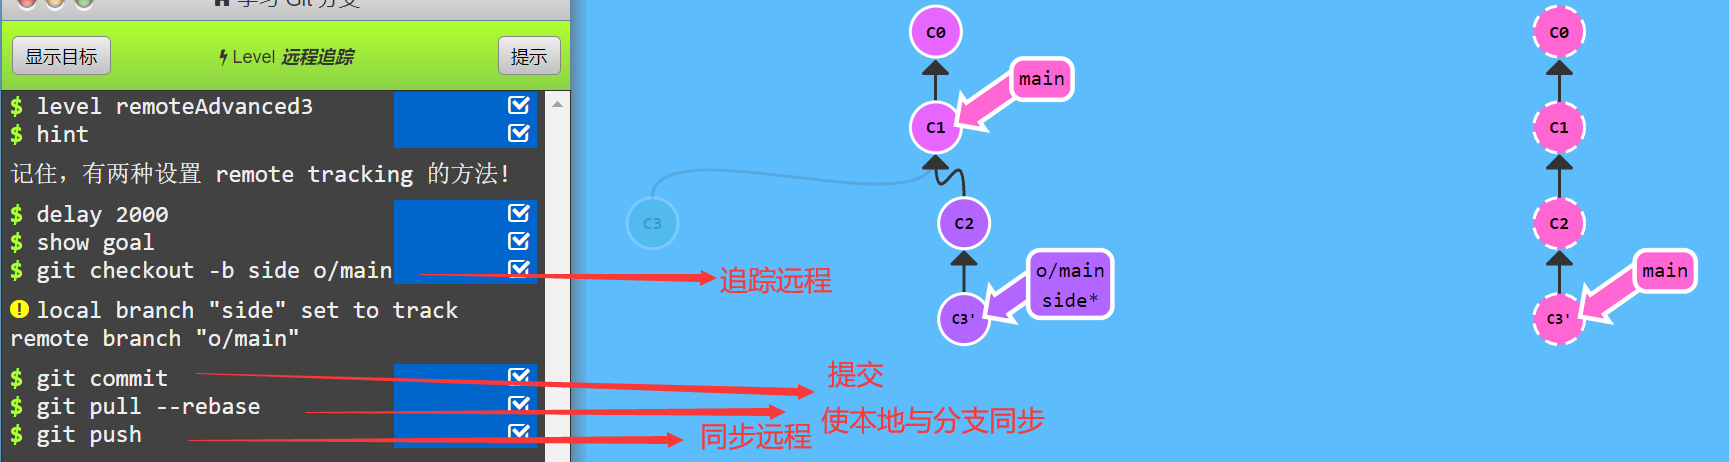 学习 Git 分支
显示目标
Level 远程追踪
提示
$ level remoteAdvanced3
$ hint
记住，有两种设置 remote tracking 的方法!
$ delay 2000
$ show goal
$ git checkout -b side o/main
local branch "side" set to track
remote branch "o/main"
$ git commit
$ git pull --rebase
$ git push
追踪远程
提交
使本地与分支同步
同步远程
C0
main
C1
C3
C2
o/main
side*
C3'
C0
C1
C2
main
C3'